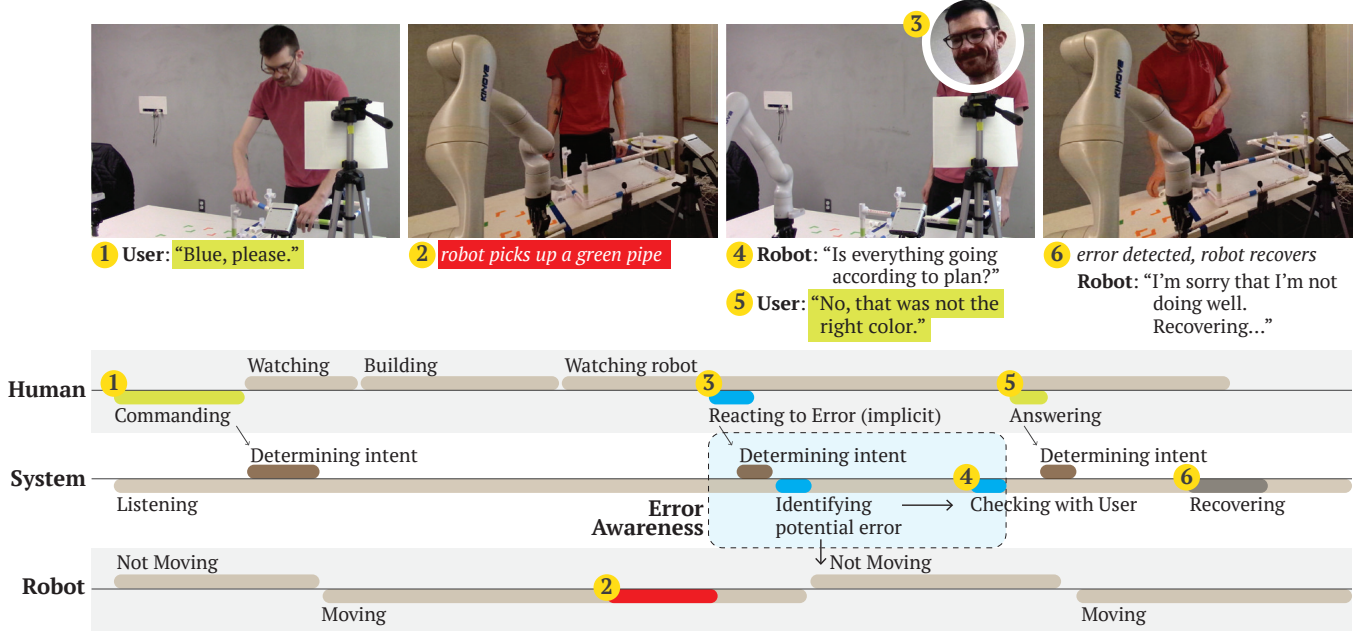 3
KINOVA
KINOVA
1 User: “Blue, please.”
2 robot picks up a green pipe
4 Robot: “Is everything going
according to plan?”
5 User: “No, that was not the
right color.”
6 error detected, robot recovers
Robot: “I’m sorry that I’m not
doing well.
Recovering...”
Human
1
Commanding
Watching
Building
Watching robot
3
Reacting to Error (implicit)
5
Answering
System
Listening
Determining intent
Error
Awareness
Determining intent
Identifying
potential error
4
Checking with User
Determining intent
6
Recovering
Robot
Not Moving
Moving
2
Not Moving
Moving